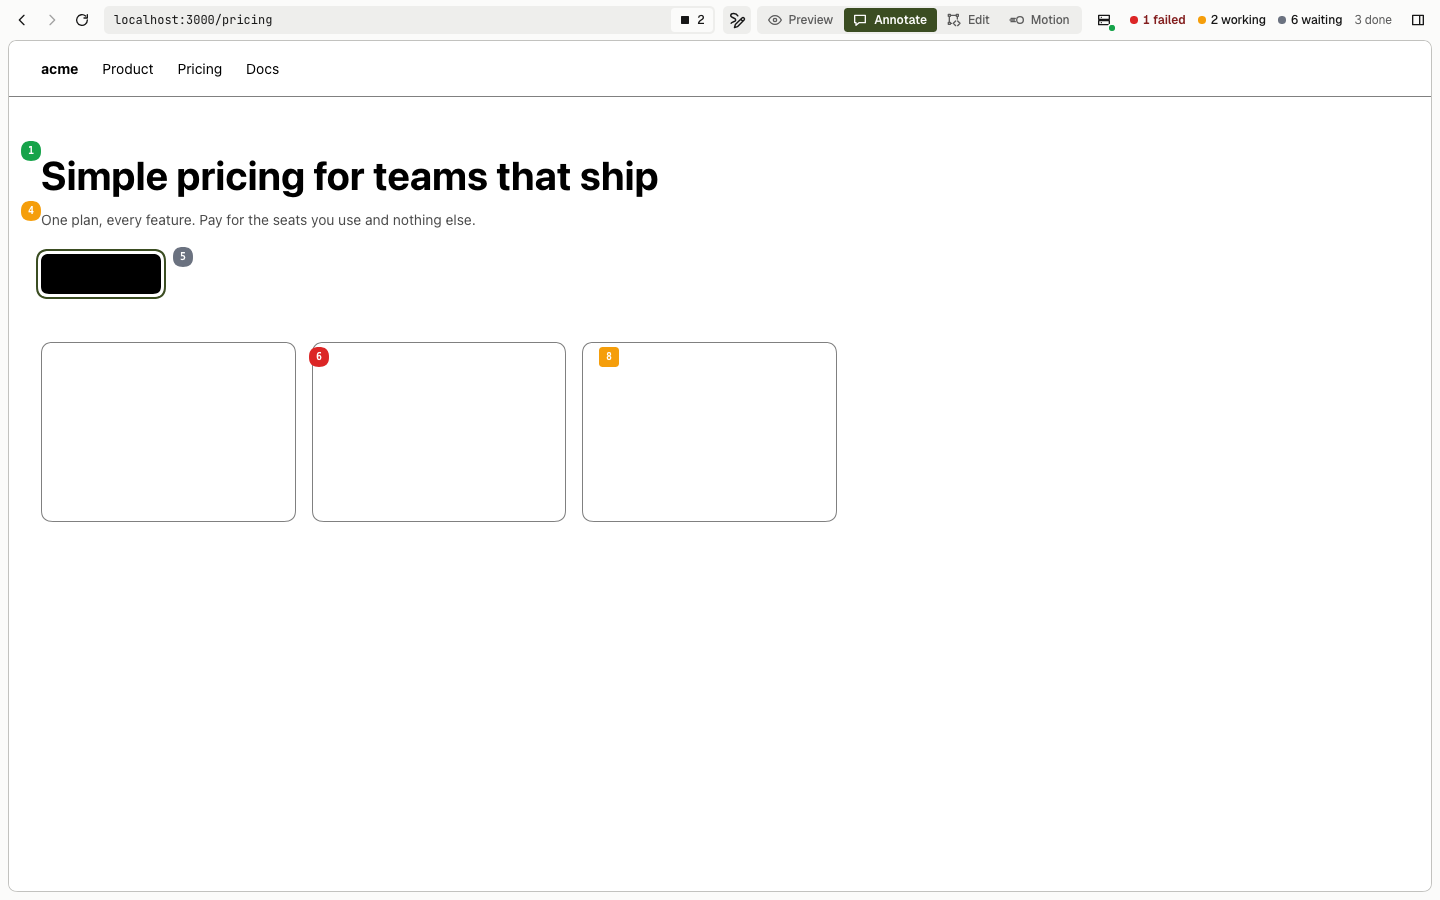 localhost:3000/pricing 2 Preview Annotate Edit Motion 1 failed 2 working 6 waiting 3 done
acme Product Pricing Docs
1
Simple pricing for teams that ship
4
One plan, every feature. Pay for the seats you use and nothing else.
5
6
8